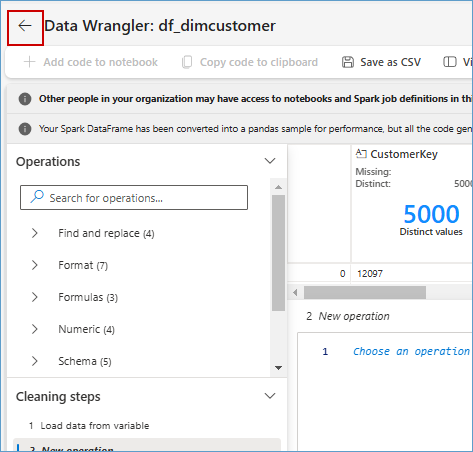 Data Wrangler: df_dimcustomer
Add code to notebook
Copy code to clipboard
Save as CSV
Other people in your organization may have access to notebooks and Spark job definitions in
Your Spark DataFrame has been converted into a pandas sample for performance, but all the code
Operations
Search for operations...
Find and replace (4)
Format (7)
Formulas (3)
Numeric (4)
Schema (5)
Cleaning steps
1 Load data from variable
2 New operation
CustomerKey
Missing:
Distinct: 5000
5000
Distinct values
0 12097
2 New operation
1 Choose an operation